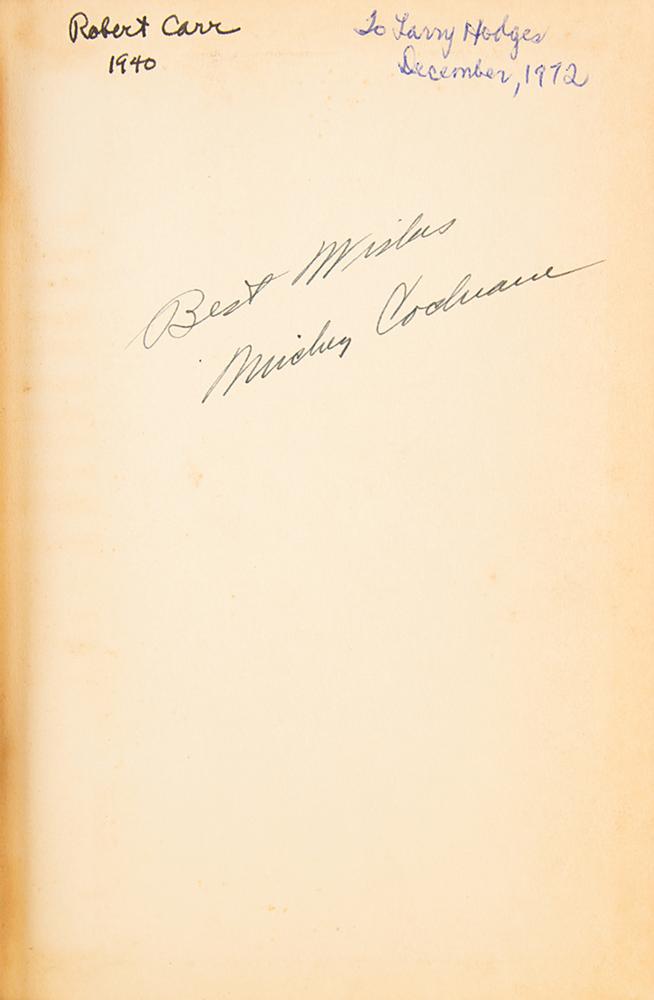 Robert Carr
1940
To Larry Hodges
December, 1972
Best Wishes
Mickey Cochrane